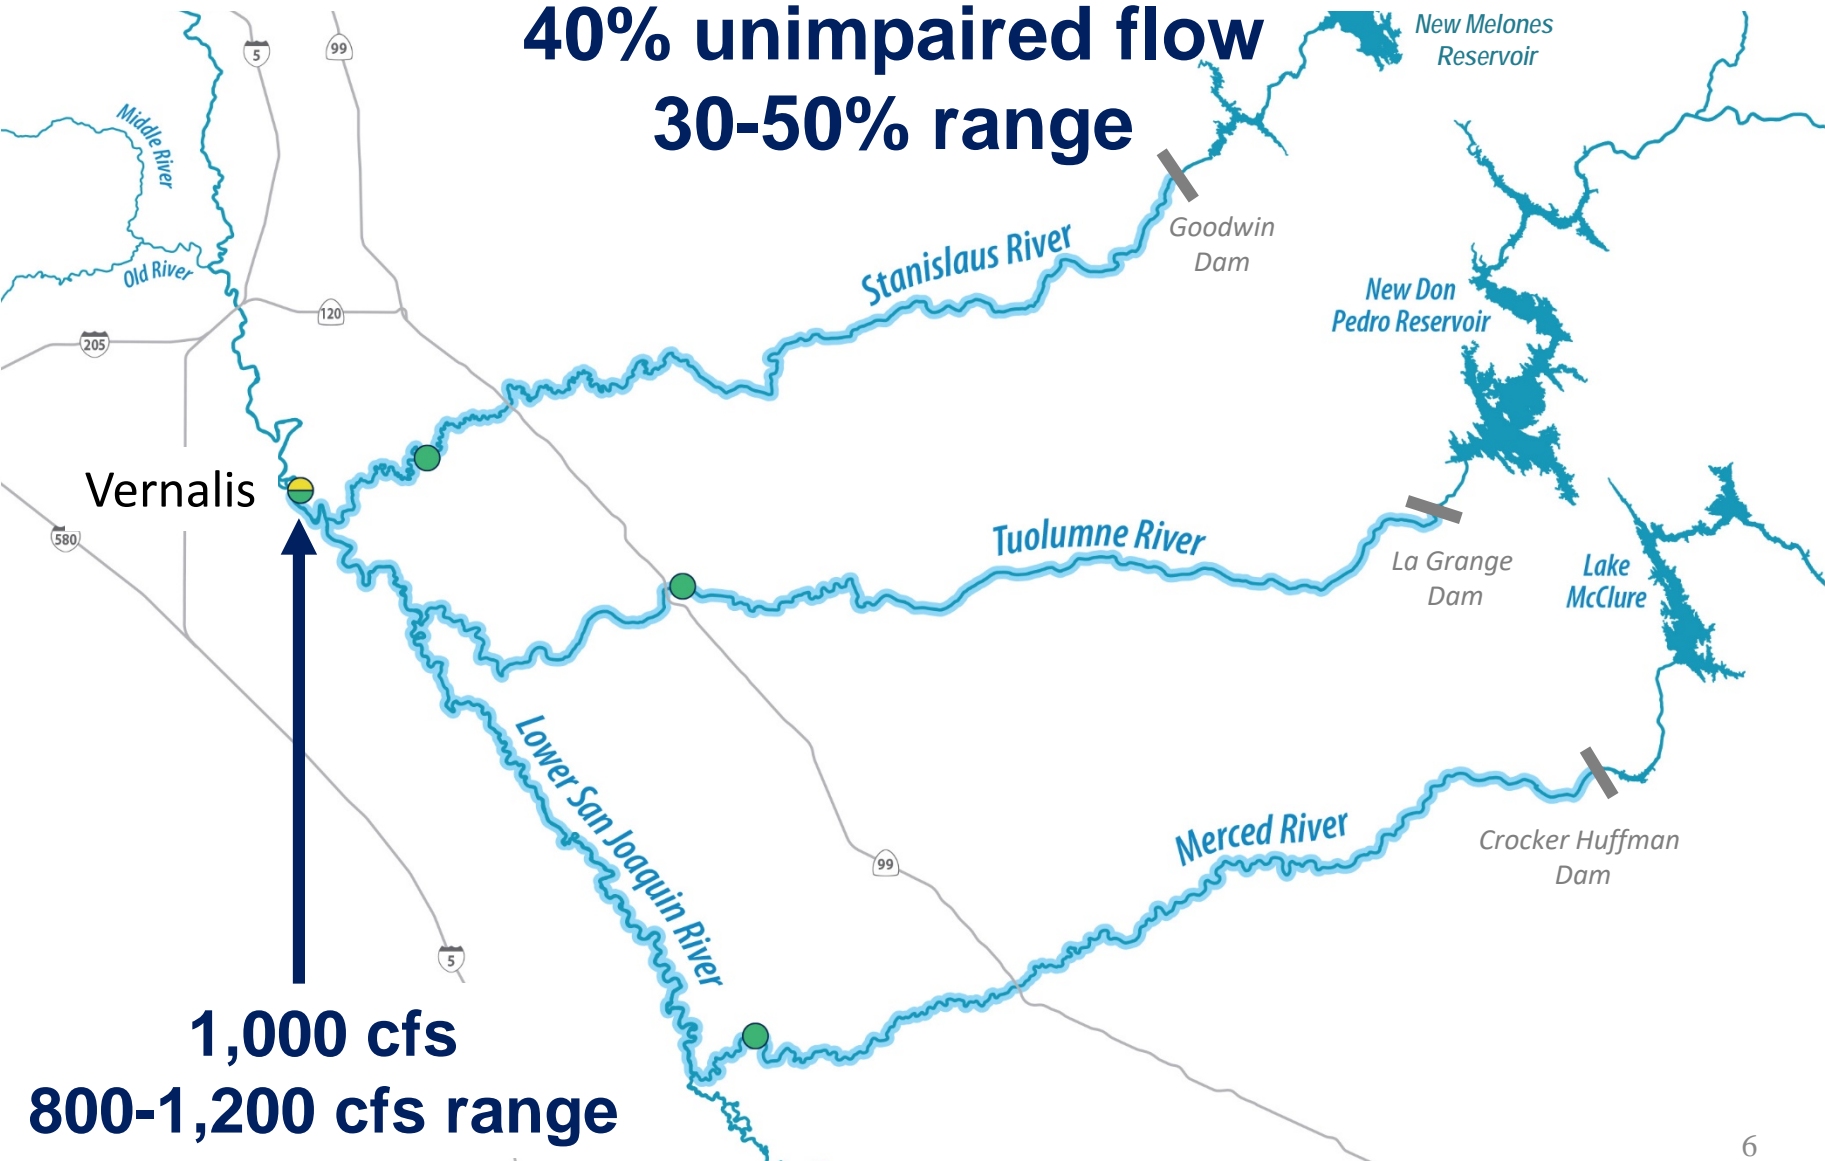 40% unimpaired flow
30-50% range
New Melones
Reservoir
5
99
Middle River
Goodwin
Dam
Stanislaus River
Old River
New Don
Pedro Reservoir
120
205
Vernalis
580
Tuolumne River
La Grange
Dam
Lake
McClure
Lower San Joaquin River
Merced River
Crocker Huffman
Dam
99
5
1,000 cfs
800-1,200 cfs range
6